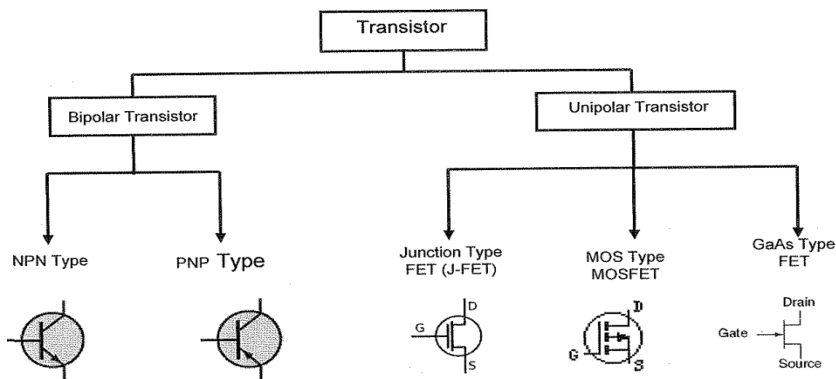 Transistor
Bipolar Transistor
Unipolar Transistor
NPN Type
PNP Type
Junction Type
FET (J-FET)
MOS Type
MOSFET
GaAs Type
FET
D
G
S
D
G
S
Drain
Gate
Source